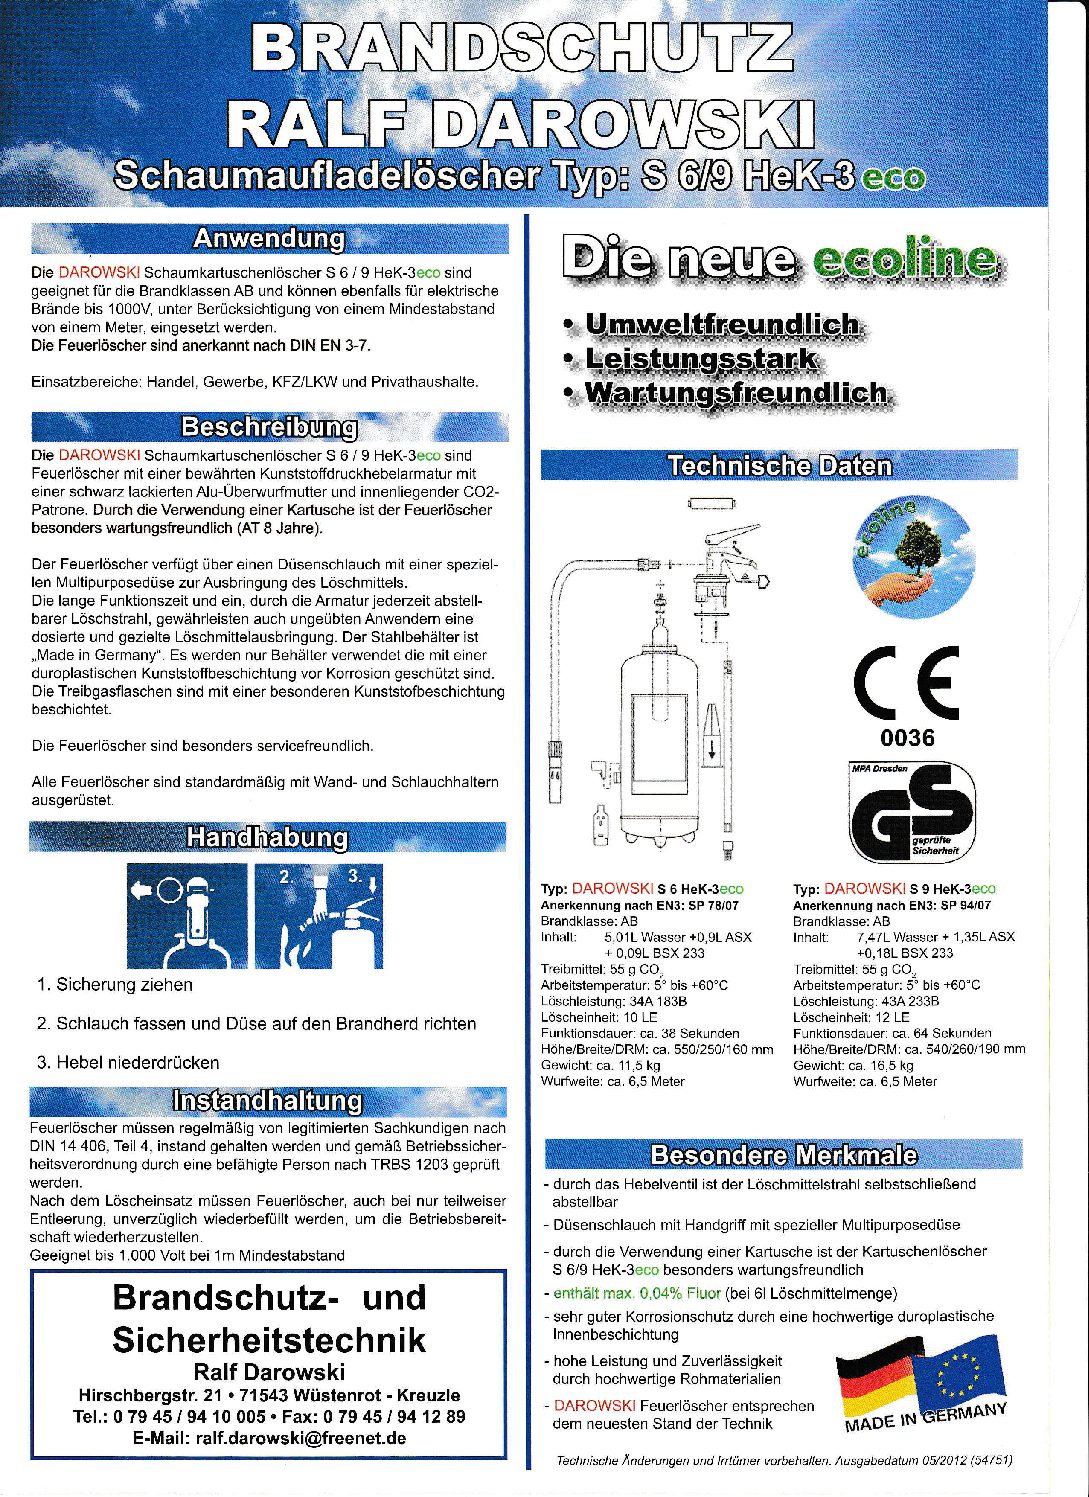 BRANDSCHUTZ
RALF DAROWSKI
Schaumaufladelöscher Typ: S 6/9 HeK-3 eco
Anwendung
Die DAROWSKI Schaumkartuschenlöscher S 6 / 9 HeK-3eco sind
geeignet für die Brandklassen AB und können ebenfalls für elektrische
Brände bis 1000V, unter Berücksichtigung von einem Mindestabstand
von einem Meter, eingesetzt werden.
Die Feuerlöscher sind anerkannt nach DIN EN 3-7.
Einsatzbereiche: Handel, Gewerbe, KFZ/LKW und Privathaushalte.
Beschreibung
Die DAROWSKI Schaumkartuschenlöscher S 6 / 9 HeK-3eco sind
Feuerlöscher mit einer bewährten Kunststoffdruckhebelarmatur mit
einer schwarz lackierten Alu-Überwurfmutter und innenliegender CO2-
Patrone. Durch die Verwendung einer Kartusche ist der Feuerlöscher
besonders wartungsfreundlich (AT 8 Jahre).
Der Feuerlöscher verfügt über einen Düsenschlauch mit einer speziel-
len Multipurposedüse zur Ausbringung des Löschmittels.
Die lange Funktionszeit und ein, durch die Armatur jederzeit abstell-
barer Löschstrahl, gewährleisten auch ungeübten Anwendern eine
dosierte und gezielte Löschmittelausbringung. Der Stahlbehälter ist
„Made in Germany“. Es werden nur Behälter verwendet die mit einer
duroplastischen Kunststoffbeschichtung vor Korrosion geschützt sind.
Die Treibgasflaschen sind mit einer besonderen Kunststofbeschichtung
beschichtet.
Die Feuerlöscher sind besonders servicefreundlich.
Alle Feuerlöscher sind standardmäßig mit Wand- und Schlauchhaltern
ausgerüstet.
Handhabung
2. 3.
1. Sicherung ziehen
2. Schlauch fassen und Düse auf den Brandherd richten
3. Hebel niederdrücken
Instandhaltung
Feuerlöscher müssen regelmäßig von legitimierten Sachkundigen nach
DIN 14 406, Teil 4, instand gehalten werden und gemäß Betriebssicher-
heitsverordnung durch eine befähigte Person nach TRBS 1203 geprüft
werden.
Nach dem Löscheinsatz müssen Feuerlöscher, auch bei nur teilweiser
Entleerung, unverzüglich wiederbefüllt werden, um die Betriebsbereit-
schaft wiederherzustellen.
Geeignet bis 1.000 Volt bei 1m Mindestabstand
Brandschutz- und
Sicherheitstechnik
Ralf Darowski
Hirschbergstr. 21 • 71543 Wüstenrot - Kreuzle
Tel.: 0 79 45 / 94 10 005 • Fax: 0 79 45 / 94 12 89
E-Mail: ralf.darowski@freenet.de
Die neue ecoline
• Umweltfreundlich
• Leistungsstark
• Wartungsfreundlich
Technische Daten
ecoline
CE
0036
MPA Dresden
GS
geprüfte
Sicherheit
Typ: DAROWSKI S 6 HeK-3eco
Anerkennung nach EN3: SP 78/07
Brandklasse: AB
Inhalt: 5,01L Wasser +0,9L ASX
+ 0,09L BSX 233
Treibmittel: 55 g CO₂
Arbeitstemperatur: 5° bis +60°C
Löschleistung: 34A 183B
Löscheinheit: 10 LE
Funktionsdauer: ca. 38 Sekunden
Höhe/Breite/DRM: ca. 550/250/160 mm
Gewicht: ca. 11,5 kg
Wurfweite: ca. 6,5 Meter
Typ: DAROWSKI S 9 HeK-3eco
Anerkennung nach EN3: SP 94/07
Brandklasse: AB
Inhalt: 7,47L Wasser + 1,35L ASX
+0,18L BSX 233
Treibmittel: 55 g CO₂
Arbeitstemperatur: 5° bis +60°C
Löschleistung: 43A 233B
Löscheinheit: 12 LE
Funktionsdauer: ca. 64 Sekunden
Höhe/Breite/DRM: ca. 540/260/190 mm
Gewicht: ca. 16,5 kg
Wurfweite: ca. 6,5 Meter
Besondere Merkmale
- durch das Hebelventil ist der Löschmittelstrahl selbstschließend
abstellbar
- Düsenschlauch mit Handgriff mit spezieller Multipurposedüse
- durch die Verwendung einer Kartusche ist der Kartuschenlöscher
S 6/9 HeK-3eco besonders wartungsfreundlich
- enthält max. 0,04% Fluor (bei 6l Löschmittelmenge)
- sehr guter Korrosionschutz durch eine hochwertige duroplastische
Innenbeschichtung
- hohe Leistung und Zuverlässigkeit
durch hochwertige Rohmaterialien
- DAROWSKI Feuerlöscher entsprechen
dem neuesten Stand der Technik
MADE IN GERMANY
Technische Änderungen und Irrtümer vorbehalten. Ausgabedatum 05/2012 (54751)